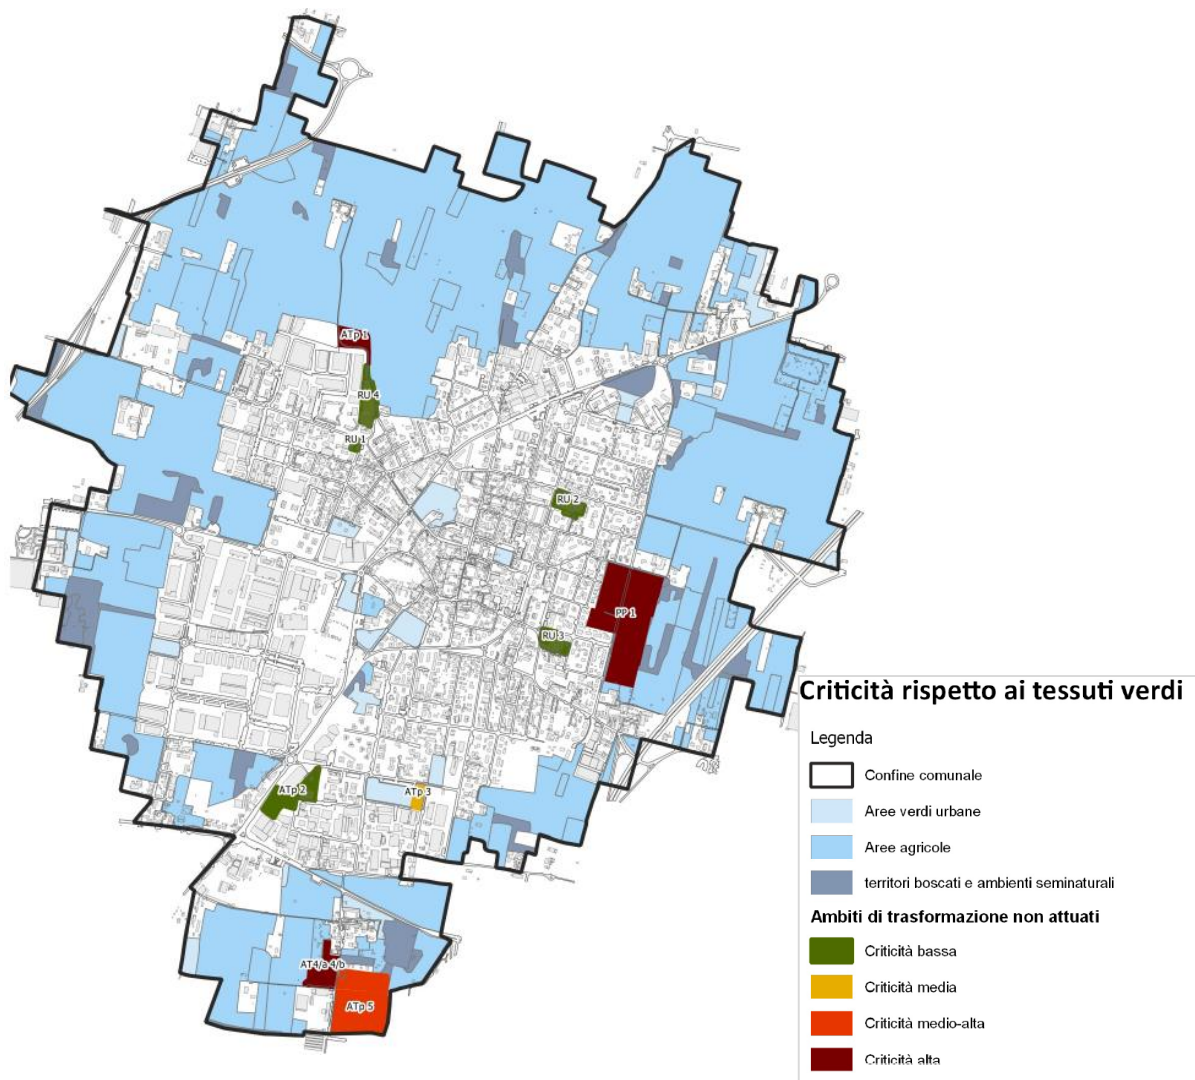 ATp 1
RU 4
RU 1
RU 2
PP 1
RU 3
ATp 2
ATp 3
AT4/a 4/b
ATp 5
Criticità rispetto ai tessuti verdi
Legenda
Confine comunale
Aree verdi urbane
Aree agricole
territori boscati e ambienti seminaturali
Ambiti di trasformazione non attuati
Criticità bassa
Criticità media
Criticità medio-alta
Criticità alta